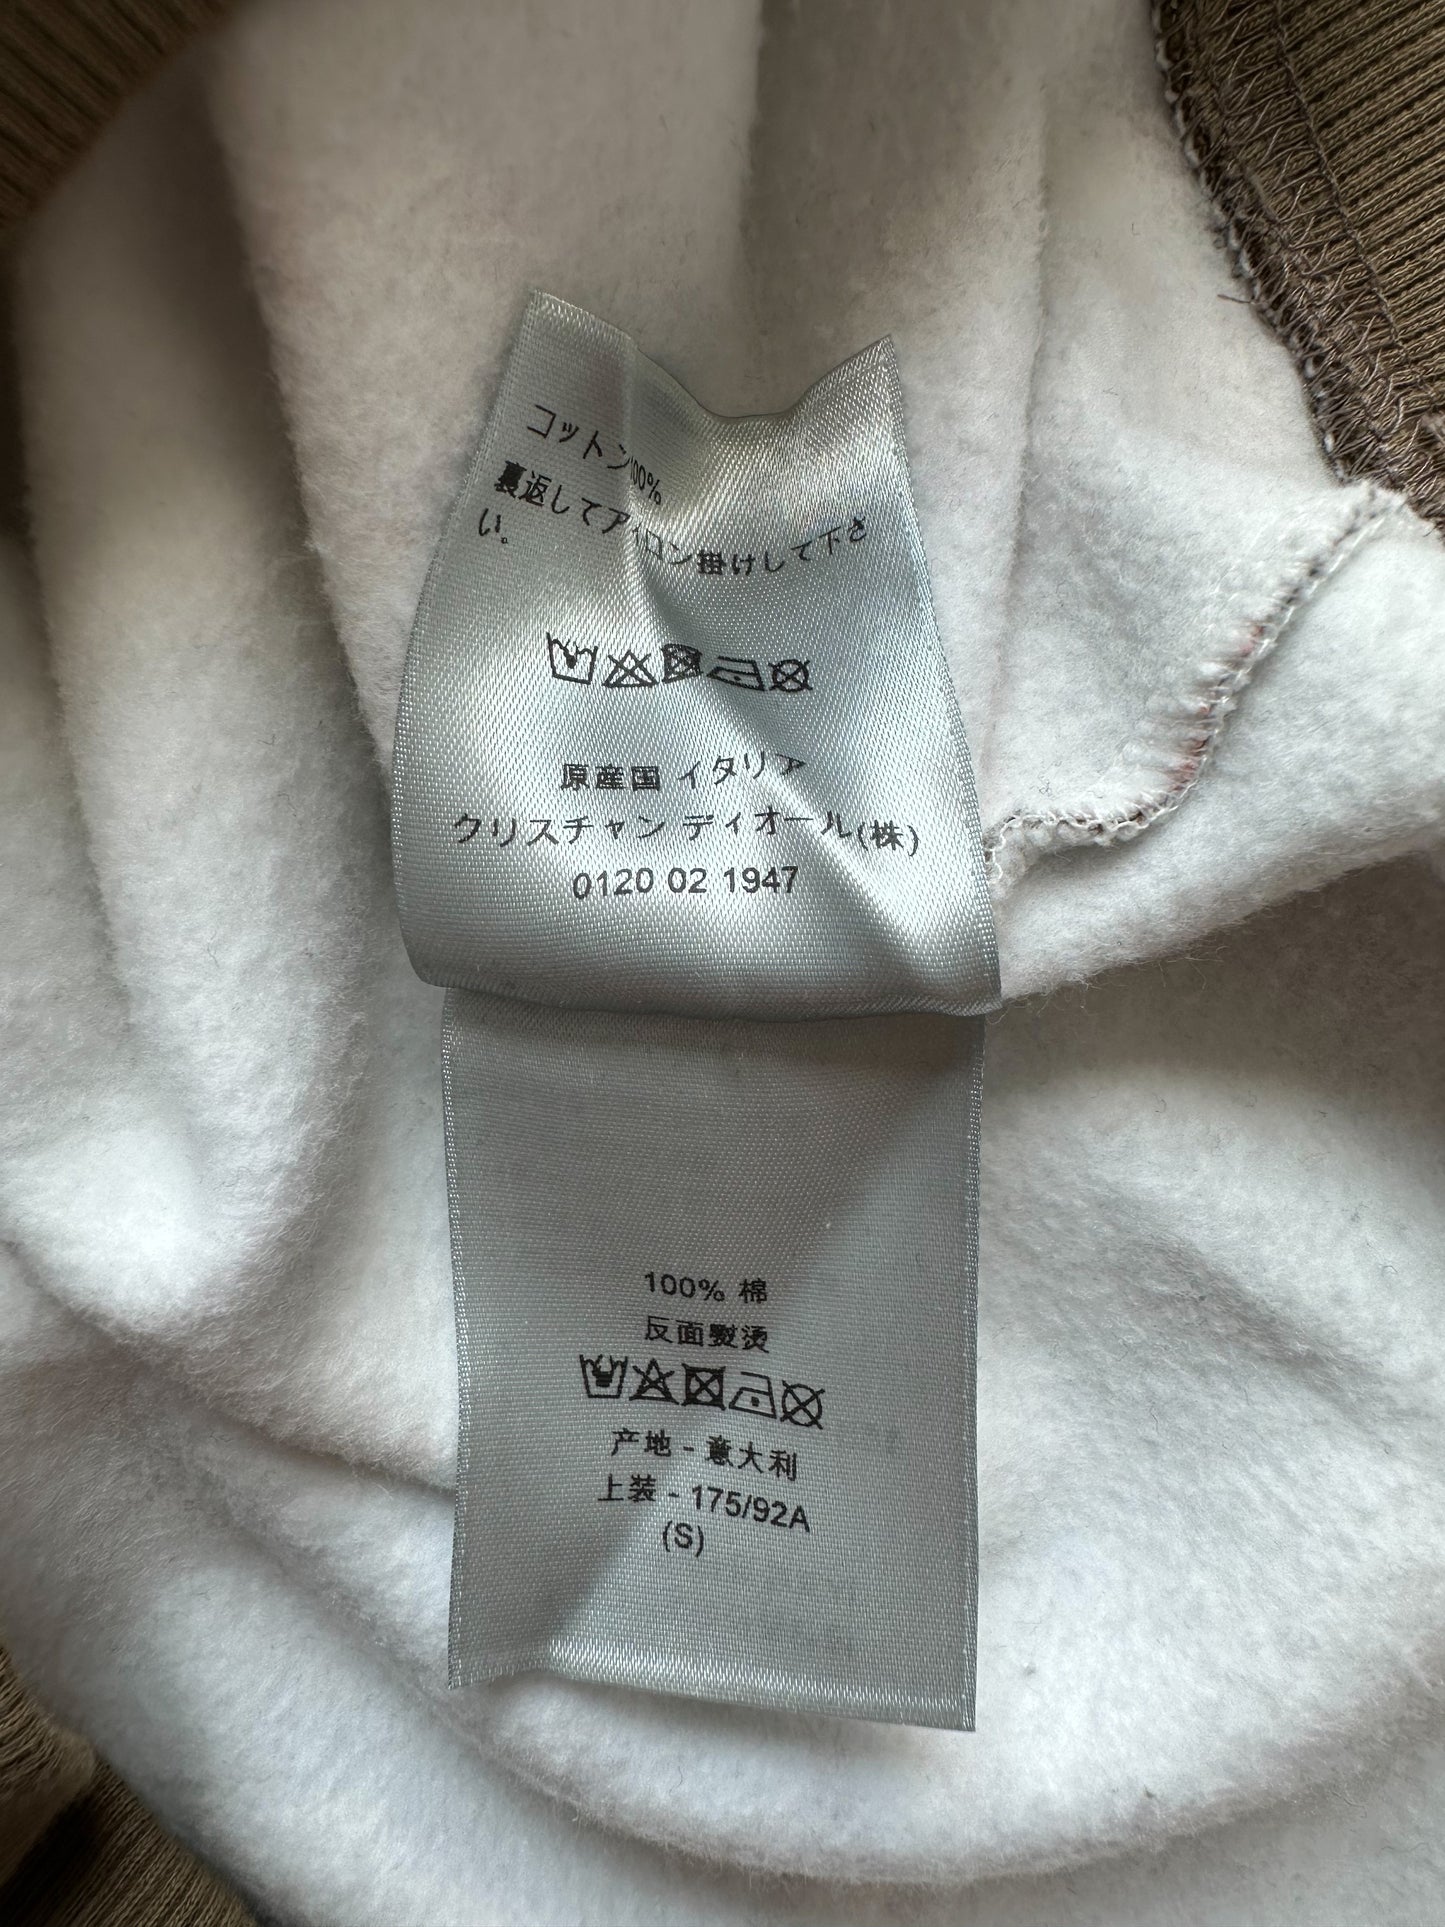 コットン100%
裏返してアイロン掛けして下さ
い。
原産国 イタリア
クリスチャン ディオール(株)
0120 02 1947
100% 棉
反面熨烫
产地 - 意大利
上装 - 175/92A
(S)